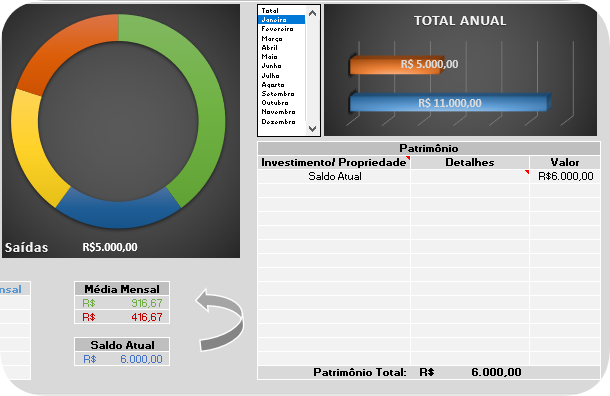 Total
Janeiro
Fevereiro
Março
Abril
Maio
Junho
Julho
Agosto
Setembro
Outubro
Novembro
Dezembro
TOTAL ANUAL
R$ 5.000,00
R$ 11.000,00
Saídas R$5.000,00
Patrimônio
Investimento/ Propriedade Detalhes Valor
Saldo Atual R$6.000,00
Patrimônio Total: R$ 6.000,00
nsal
Média Mensal
R$ 916,67
R$ 416,67
Saldo Atual
R$ 6.000,00